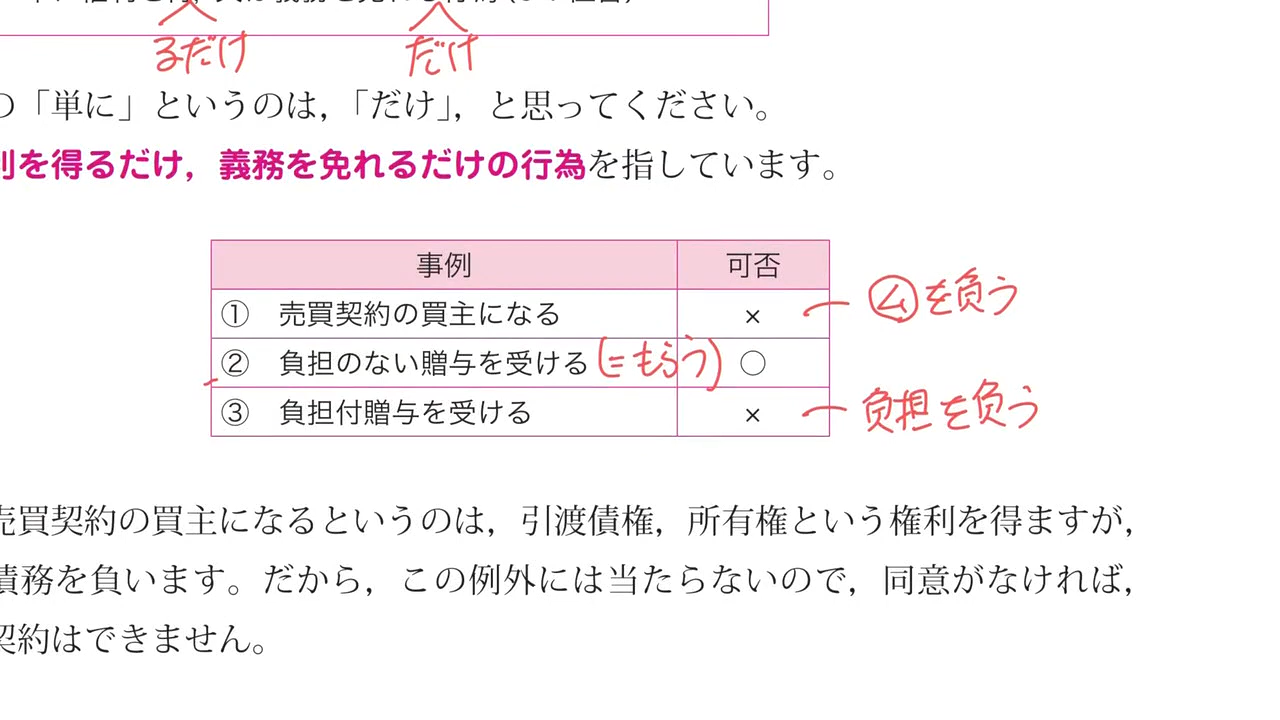 るだけ だけ
の「単に」というのは，「だけ」，と思ってください。
利を得るだけ，義務を免れるだけの行為を指しています。
事例 可否
① 売買契約の買主になる × ム を負う
② 負担のない贈与を受ける (=もらう) ○
③ 負担付贈与を受ける × 負担を負う
売買契約の買主になるというのは，引渡債権，所有権という権利を得ますが，
債務を負います。だから，この例外には当たらないので，同意がなければ，
契約はできません。